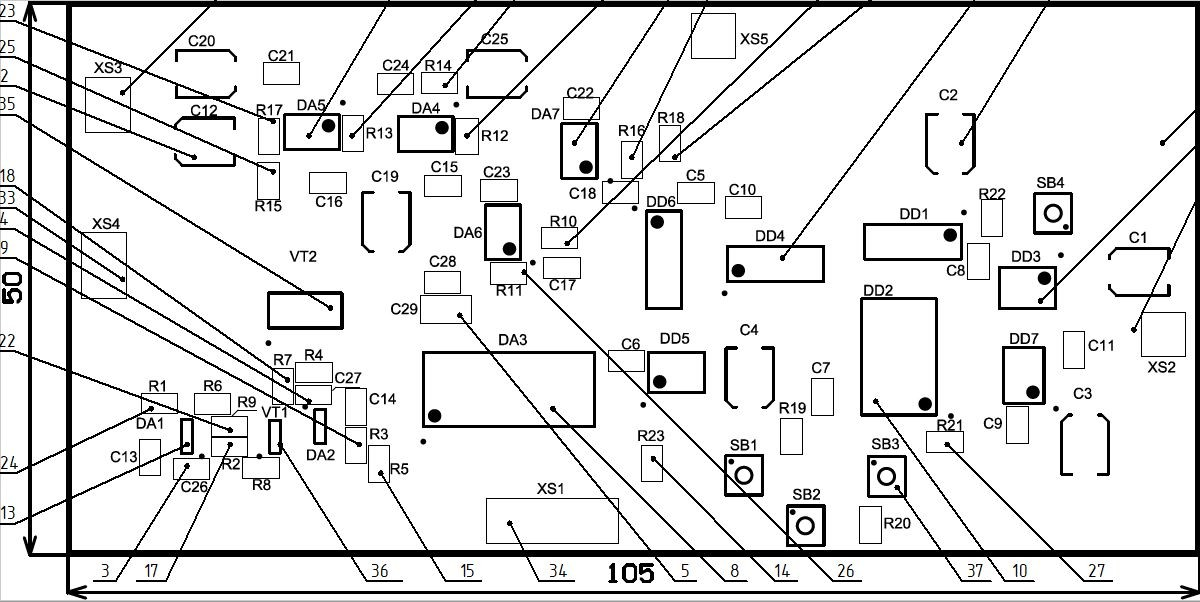 23
25
2
35
18
33
4
9
22
24
13
50
XS3
C20
C21
C24
R14
C25
XS5
C12
R17
DA5
R13
DA4
R12
DA7
C22
R16
R18
C2
R15
C16
C19
C15
C23
C18
C5
C10
R22
SB4
XS4
VT2
DA6
R10
DD6
DD4
DD1
C8
DD3
C1
C28
C29
R11
C17
DD2
DA3
C6
DD5
C4
C7
DD7
C11
XS2
R7
R4
C27
C14
R1
R6
R9
VT1
DA1
DA2
R3
C13
R2
C26
R8
R5
R23
R19
C9
C3
R21
SB1
SB3
XS1
SB2
R20
3
17
36
15
34
105
5
8
14
26
37
10
27